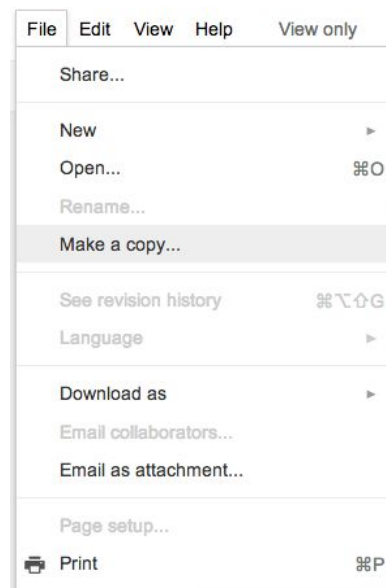 File Edit View Help View only
Share...
New ►
Open... ⌘O
Rename...
Make a copy...
See revision history ⌘⌥⇧G
Language ►
Download as ►
Email collaborators...
Email as attachment...
Page setup...
Print ⌘P